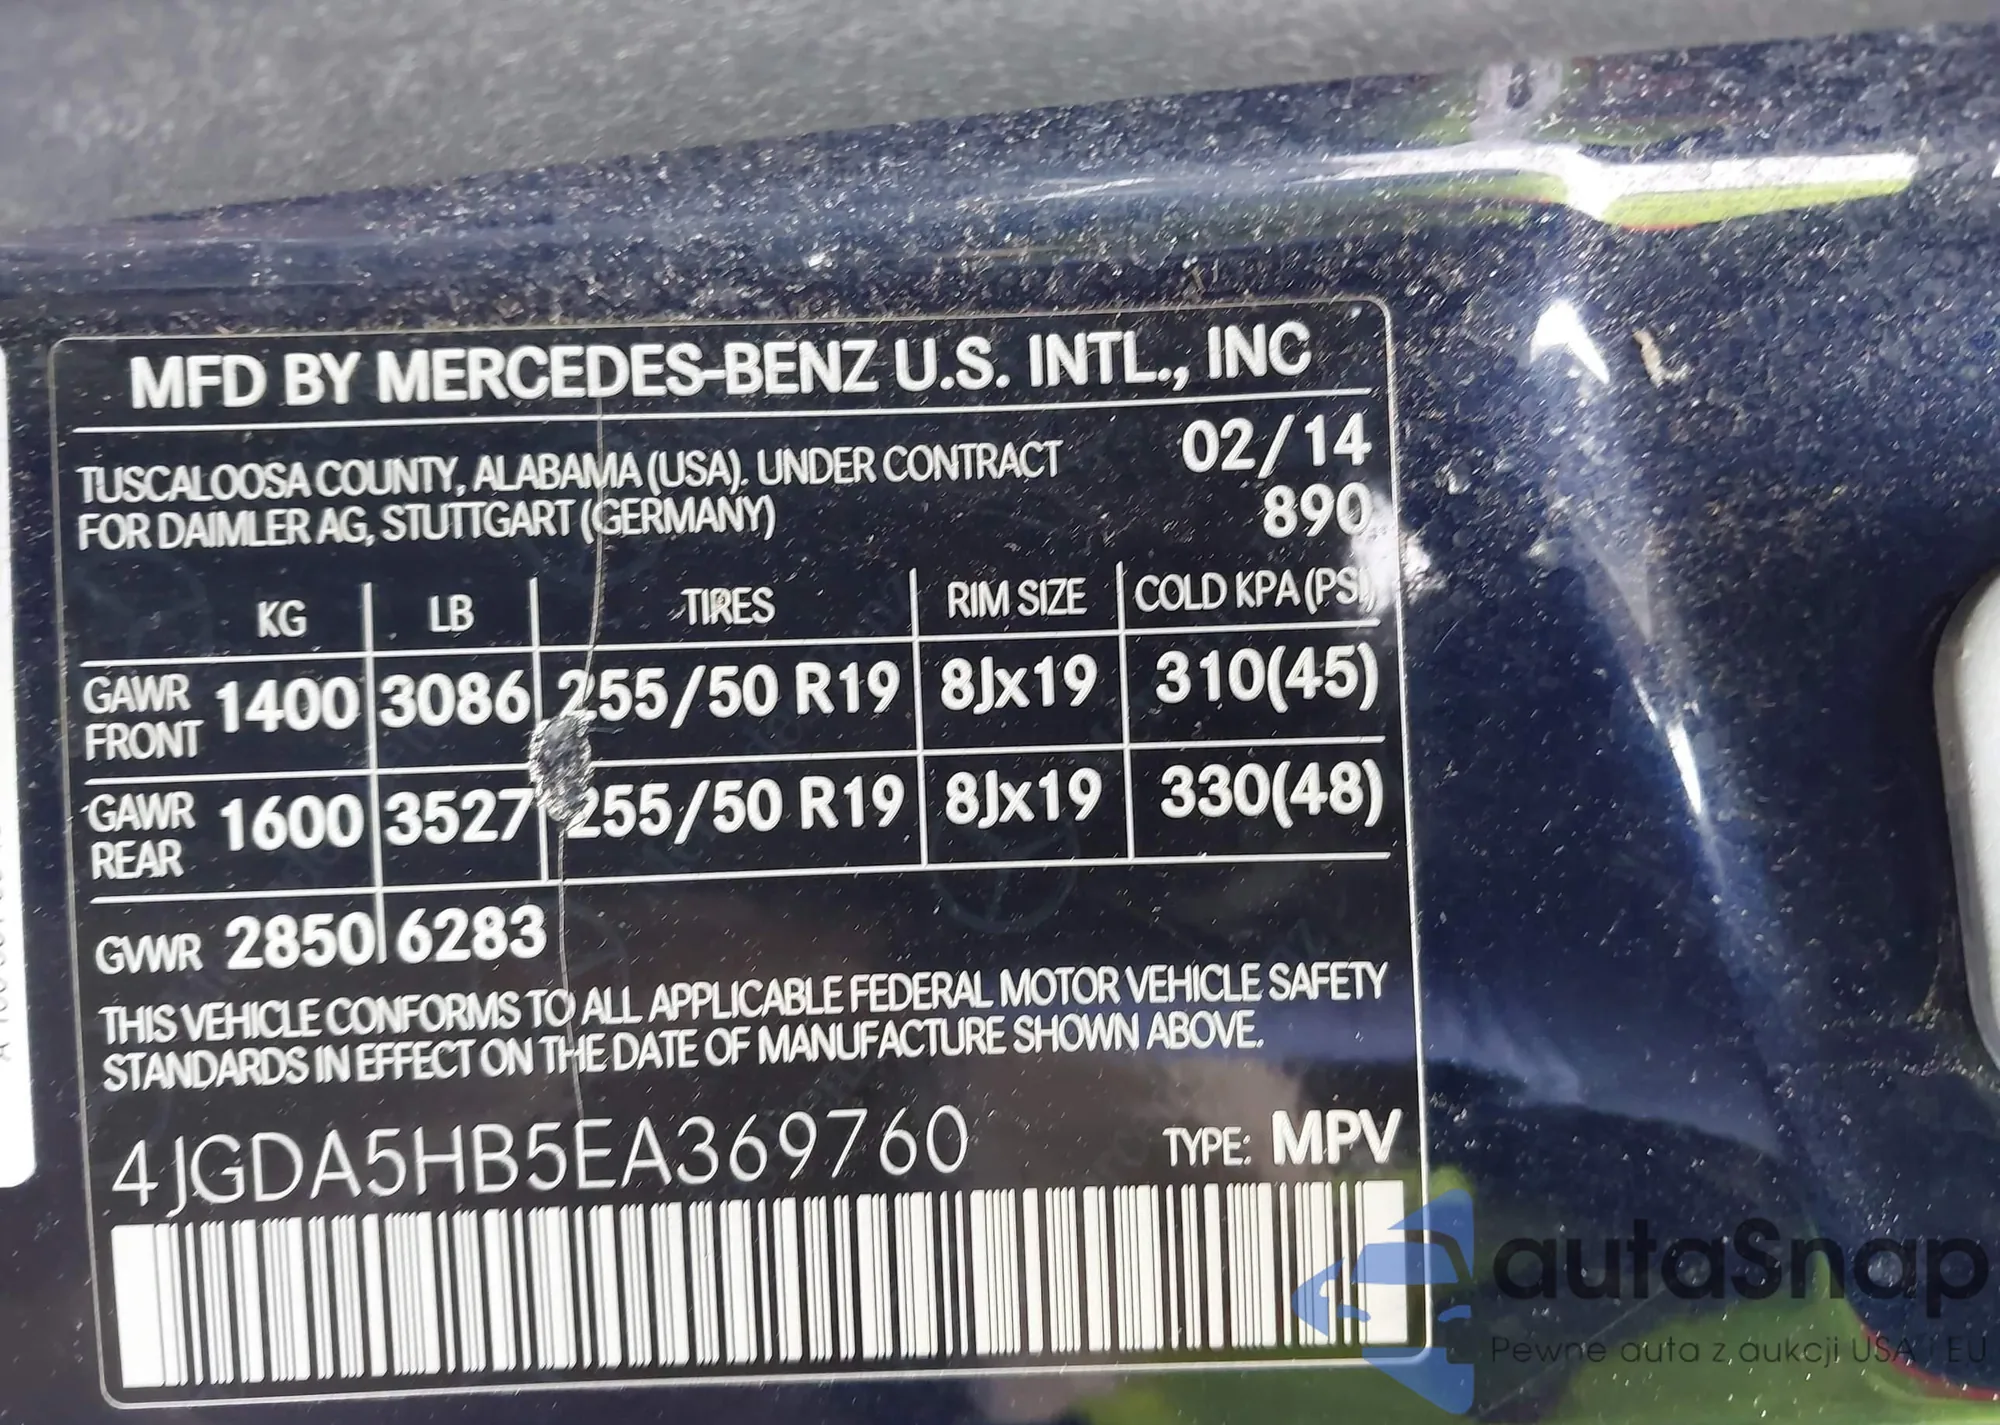 MFD BY MERCEDES-BENZ U.S. INTL., INC
TUSCALOOSA COUNTY, ALABAMA (USA). UNDER CONTRACT
FOR DAIMLER AG, STUTTGART (GERMANY)
02/14
890
KG LB TIRES RIM SIZE COLD KPA (PSI)
GAWR FRONT 1400 3086 255/50 R19 8Jx19 310(45)
GAWR REAR 1600 3527 255/50 R19 8Jx19 330(48)
GVWR 2850 6283
THIS VEHICLE CONFORMS TO ALL APPLICABLE FEDERAL MOTOR VEHICLE SAFETY
STANDARDS IN EFFECT ON THE DATE OF MANUFACTURE SHOWN ABOVE.
4JGDA5HB5EA369760 TYPE: MPV
autaSnap
Pewne auta z aukcji USA i EU